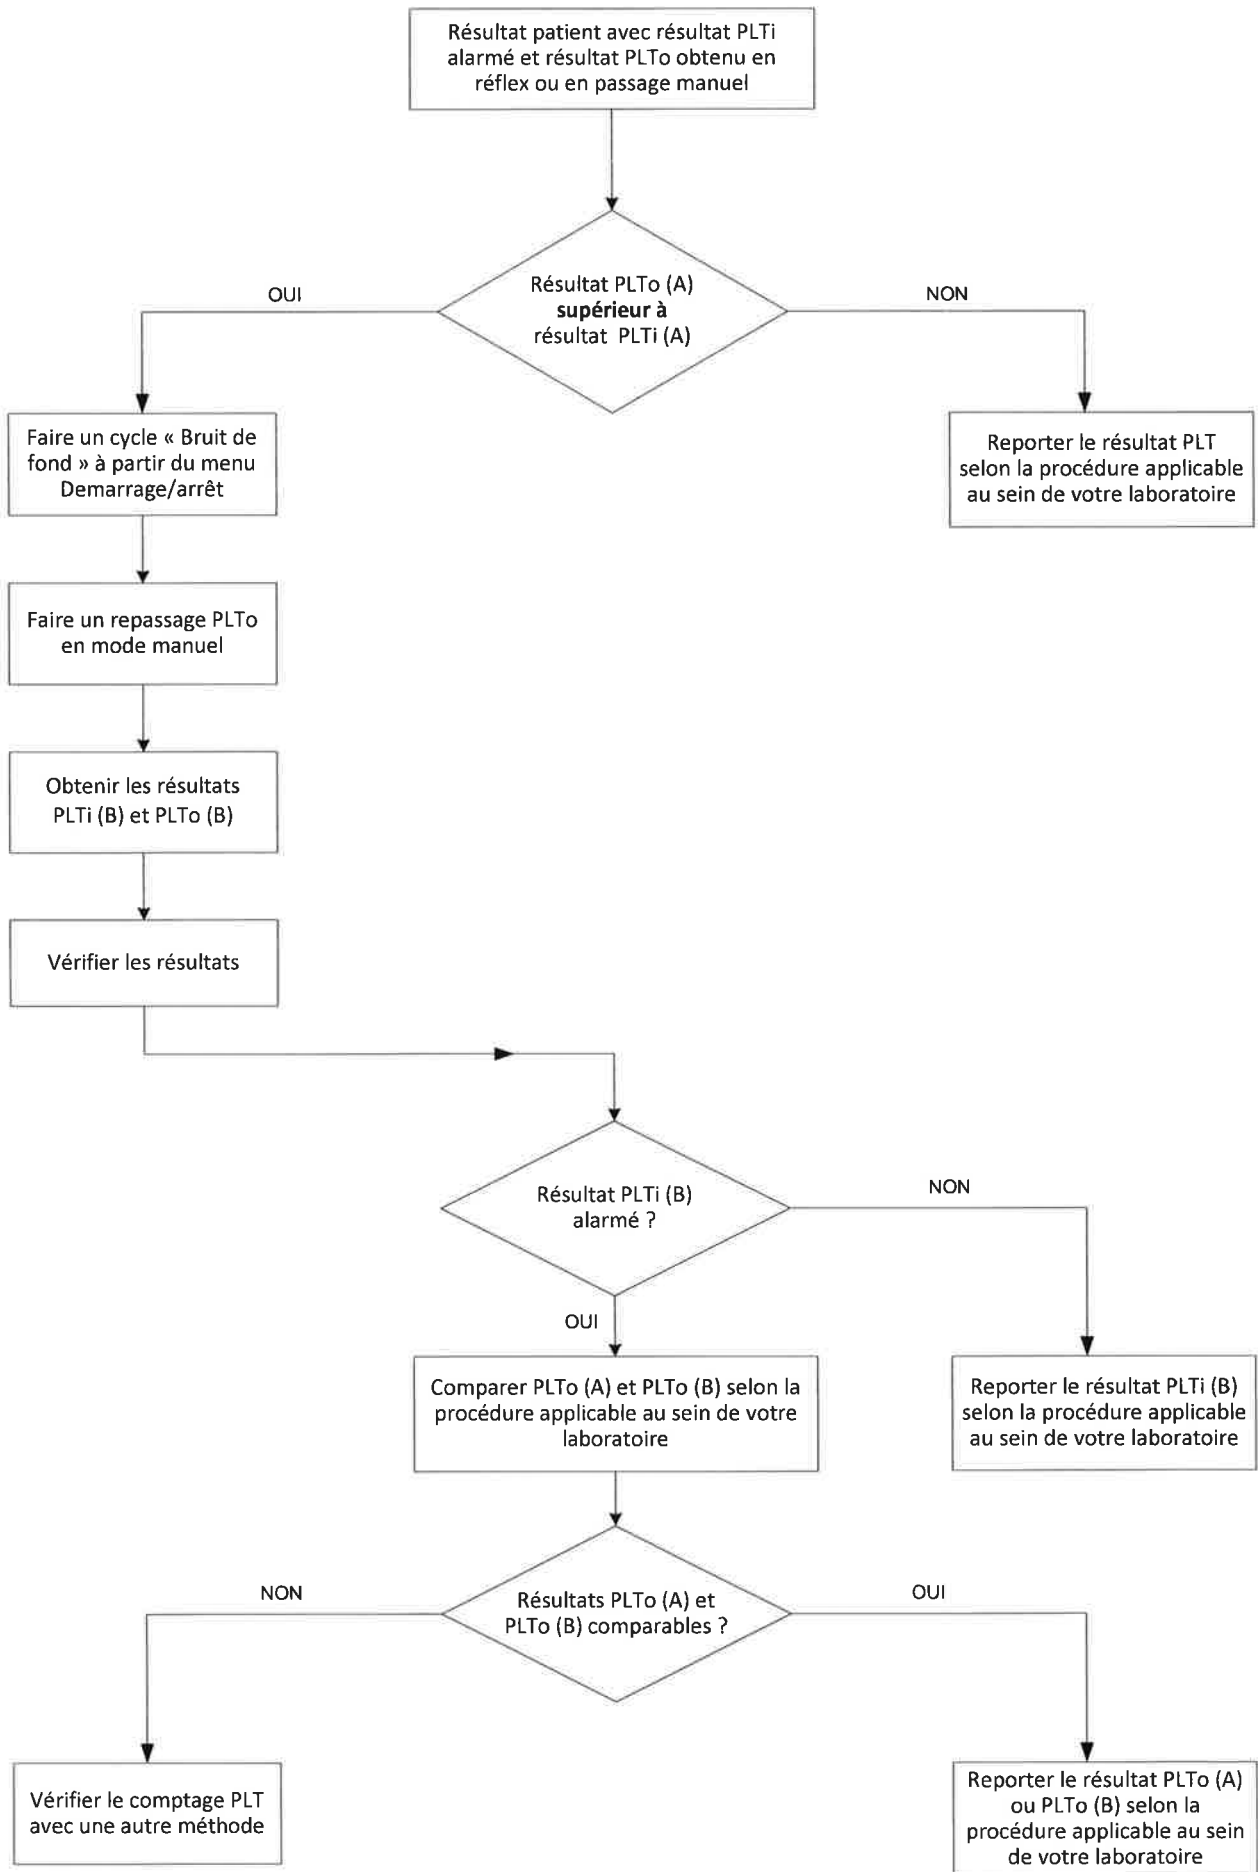 Résultat patient avec résultat PLTi
alarmé et résultat PLTo obtenu en
réflex ou en passage manuel
Résultat PLTo (A)
supérieur à
résultat PLTi (A)
OUI
NON
Faire un cycle « Bruit de
fond » à partir du menu
Demarrage/arrêt
Reporter le résultat PLT
selon la procédure applicable
au sein de votre laboratoire
Faire un repassage PLTo
en mode manuel
Obtenir les résultats
PLTi (B) et PLTo (B)
Vérifier les résultats
Résultat PLTi (B)
alarmé ?
NON
OUI
Comparer PLTo (A) et PLTo (B) selon la
procédure applicable au sein de votre
laboratoire
Reporter le résultat PLTi (B)
selon la procédure applicable
au sein de votre laboratoire
Résultats PLTo (A) et
PLTo (B) comparables ?
NON
OUI
Vérifier le comptage PLT
avec une autre méthode
Reporter le résultat PLTo (A)
ou PLTo (B) selon la
procédure applicable au sein
de votre laboratoire